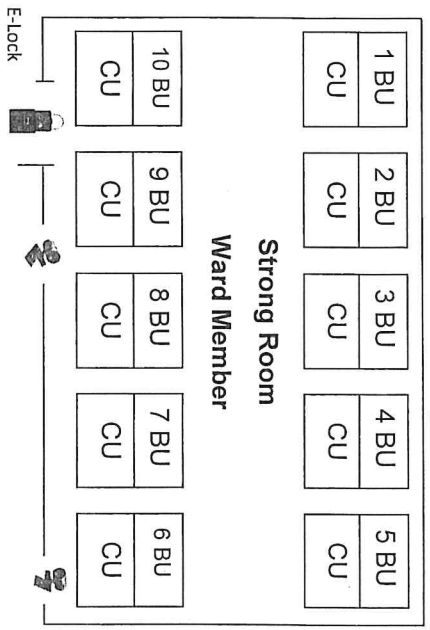 1 BU
CU
2 BU
CU
3 BU
CU
4 BU
CU
5 BU
CU
Strong Room
Ward Member
10 BU
CU
9 BU
CU
8 BU
CU
7 BU
CU
6 BU
CU
E-Lock